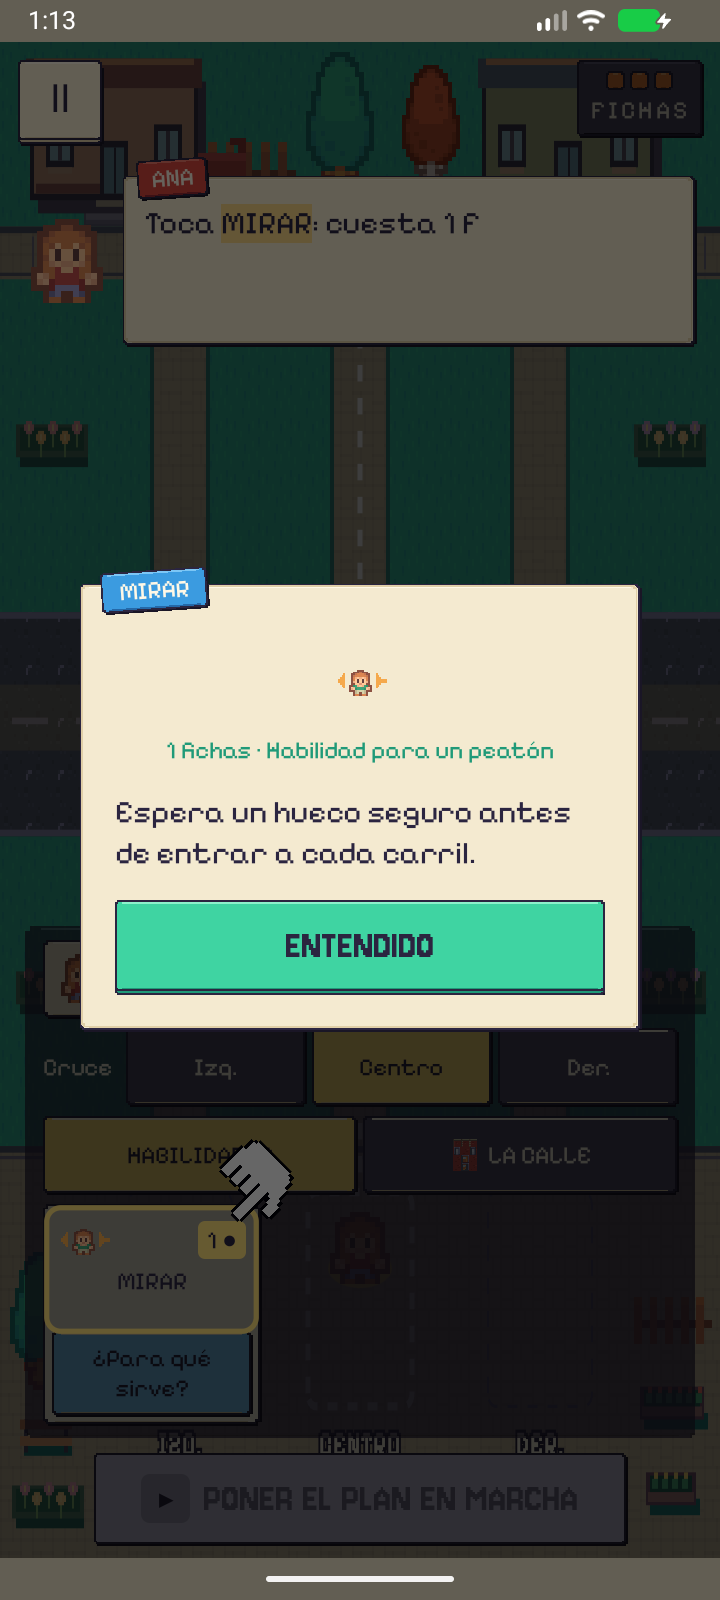 1:13
FICHAS
ANA
Toca MIRAR: cuesta 1 f
MIRAR
1 fichas · Habilidad para un peatón
Espera un hueco seguro antes
de entrar a cada carril.
ENTENDIDO
Cruce
Izq.
Centro
Der.
HABILIDA
LA CALLE
1
MIRAR
¿Para qué
sirve?
IZQ.
CENTRO
DER.
PONER EL PLAN EN MARCHA